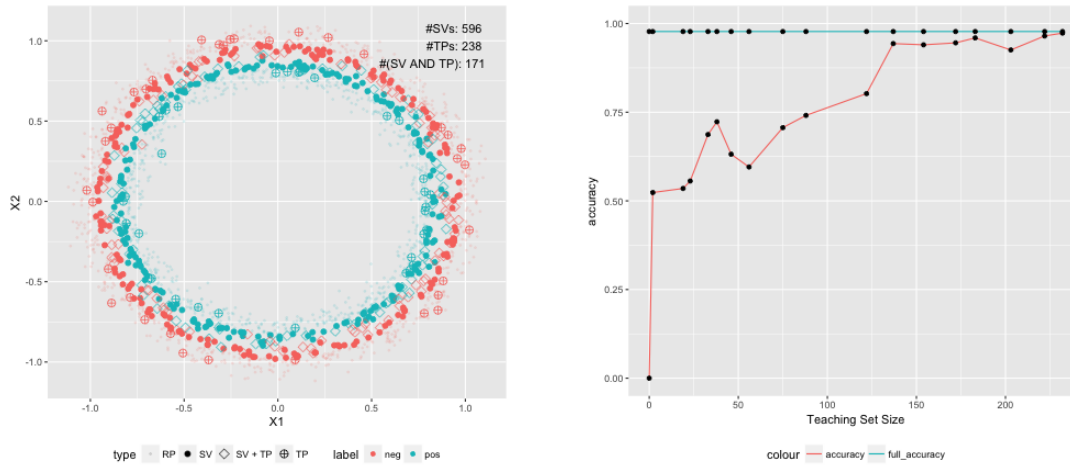 #SVs: 596
#TPs: 238
#(SV AND TP): 171
1.0
0.5
0.0
-0.5
-1.0
X2
-1.0 -0.5 0.0 0.5 1.0
X1
type RP SV SV + TP TP label neg pos
1.00
0.75
0.50
0.25
0.00
accuracy
0 50 100 150 200
Teaching Set Size
colour accuracy full_accuracy